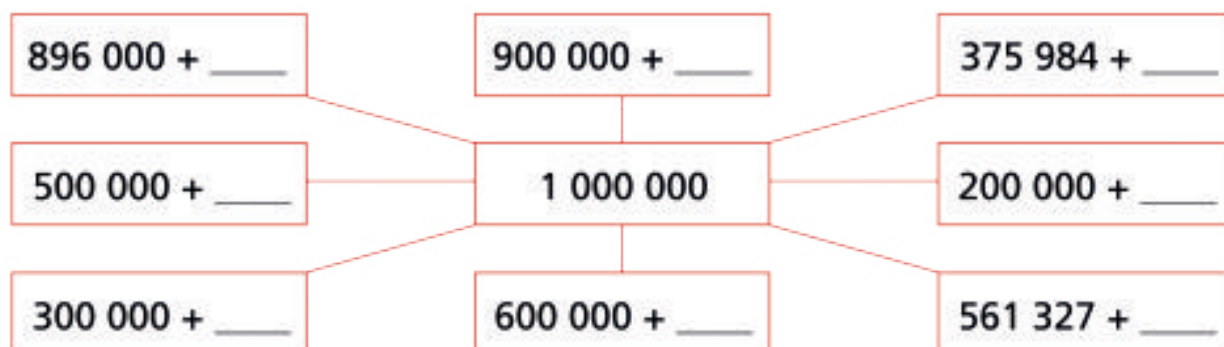 896 000 + ____ 900 000 + ____ 375 984 + ____
500 000 + ____ 1 000 000 200 000 + ____
300 000 + ____ 600 000 + ____ 561 327 + ____